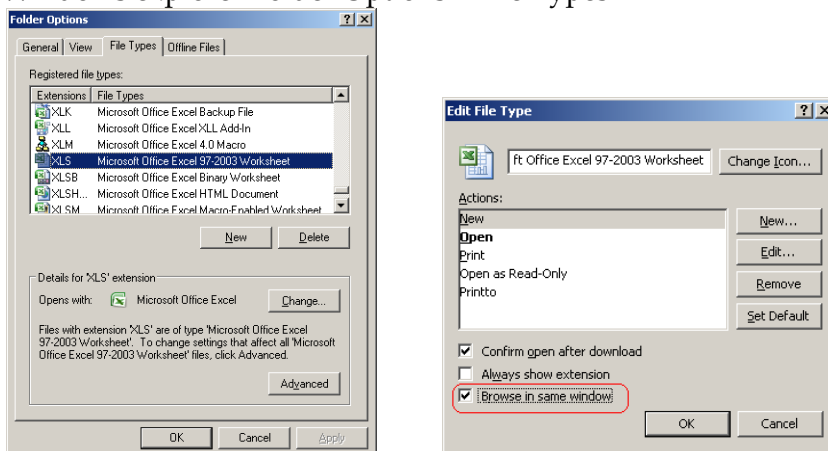 Folder Options
General View File Types Offline Files
Registered file types:
Extensions File Types
XLK Microsoft Office Excel Backup File
XLL Microsoft Office Excel XLL Add-In
XLM Microsoft Office Excel 4.0 Macro
XLS Microsoft Office Excel 97-2003 Worksheet
XLSB Microsoft Office Excel Binary Worksheet
XLSH... Microsoft Office Excel HTML Document
XLSM Microsoft Office Excel Macro-Enabled Worksheet
New Delete
Details for 'XLS' extension
Opens with: Microsoft Office Excel Change...
Files with extension 'XLS' are of type 'Microsoft Office Excel
97-2003 Worksheet'. To change settings that affect all 'Microsoft
Office Excel 97-2003 Worksheet' files, click Advanced.
Advanced
OK Cancel Apply
Edit File Type
ft Office Excel 97-2003 Worksheet Change Icon...
Actions:
New
Open
Print
Open as Read-Only
Printto
New...
Edit...
Remove
Set Default
Confirm open after download
Always show extension
Browse in same window
OK Cancel